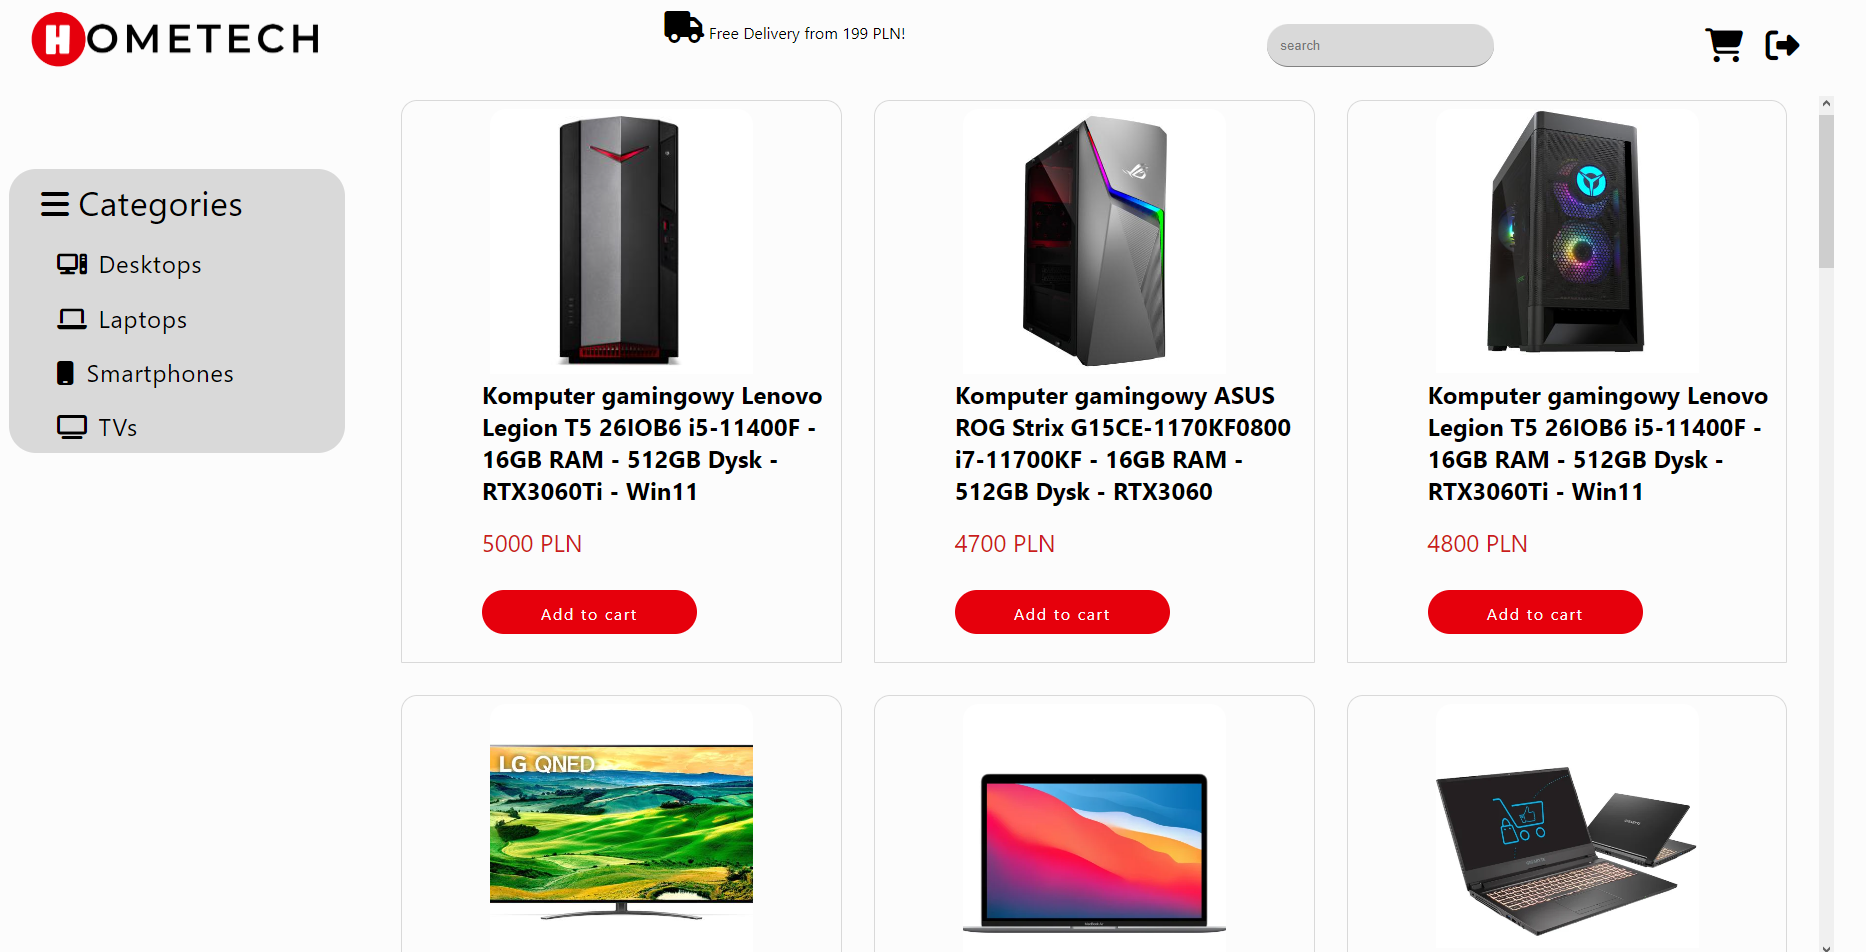 HOMETECH
Free Delivery from 199 PLN!
search
Categories
Desktops
Laptops
Smartphones
TVs
Komputer gamingowy Lenovo
Legion T5 26IOB6 i5-11400F -
16GB RAM - 512GB Dysk -
RTX3060Ti - Win11
5000 PLN
Add to cart
Komputer gamingowy ASUS
ROG Strix G15CE-1170KF0800
i7-11700KF - 16GB RAM -
512GB Dysk - RTX3060
4700 PLN
Add to cart
Komputer gamingowy Lenovo
Legion T5 26IOB6 i5-11400F -
16GB RAM - 512GB Dysk -
RTX3060Ti - Win11
4800 PLN
Add to cart
LG QNED